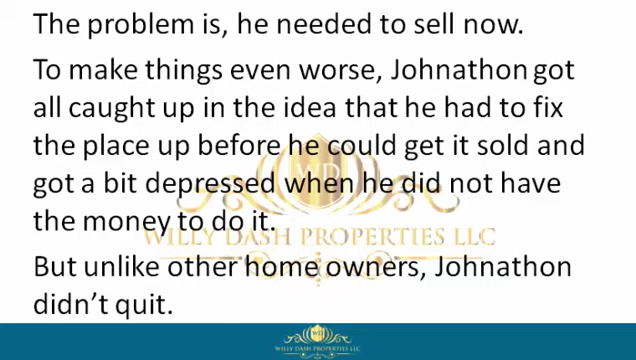 The problem is, he needed to sell now.
To make things even worse, Johnathon got
all caught up in the idea that he had to fix
the place up before he could get it sold and
got a bit depressed when he did not have
the money to do it.
WD
WILLY DASH PROPERTIES LLC
But unlike other home owners, Johnathon
didn’t quit.
WD
WILLY DASH PROPERTIES LLC